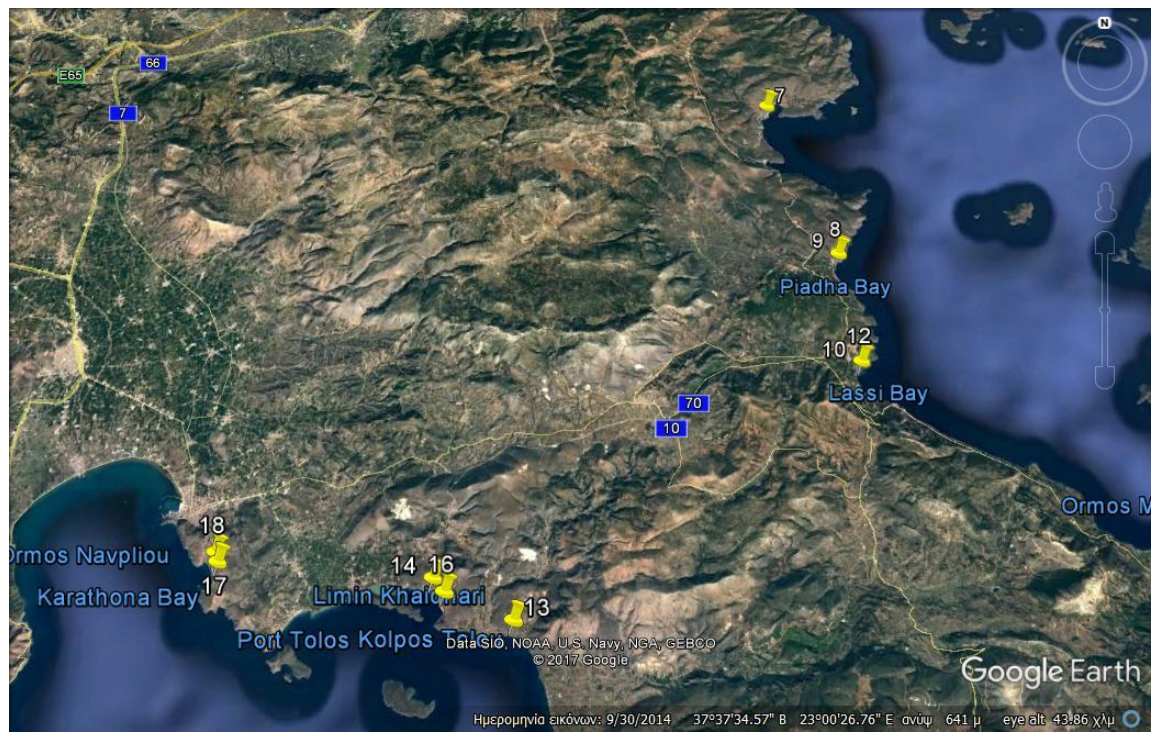 N
66
E65
7
7
8
9
Piadha Bay
12
10
Lassi Bay
70
10
Ormos M
18
Ormos Navpliou
14 16
17
Karathona Bay
Limin Khaidhari
13
Port Tolos Kolpos Tolou
Data SIO, NOAA, U.S. Navy, NGA, GEBCO
© 2017 Google
Google Earth
Ημερομηνία εικόνων: 9/30/2014 37°37'34.57" Β 23°00'26.76" Ε ανύψ 641 μ eye alt 43.86 χλμ